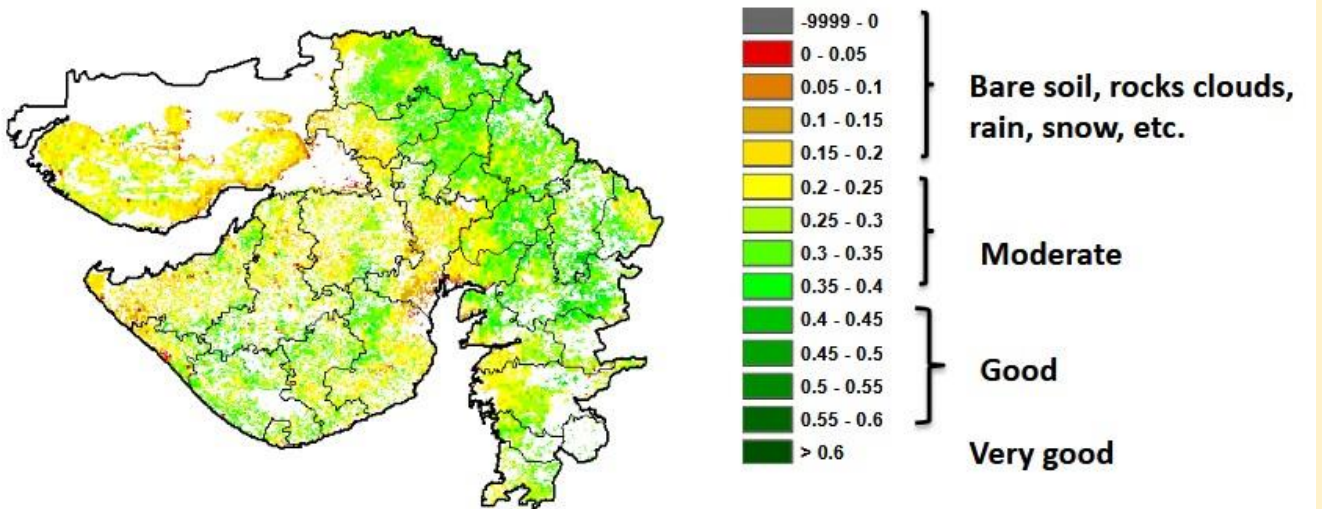 -9999 - 0
0 - 0.05
0.05 - 0.1
0.1 - 0.15
0.15 - 0.2
0.2 - 0.25
0.25 - 0.3
0.3 - 0.35
0.35 - 0.4
0.4 - 0.45
0.45 - 0.5
0.5 - 0.55
0.55 - 0.6
> 0.6
Bare soil, rocks clouds,
rain, snow, etc.
Moderate
Good
Very good